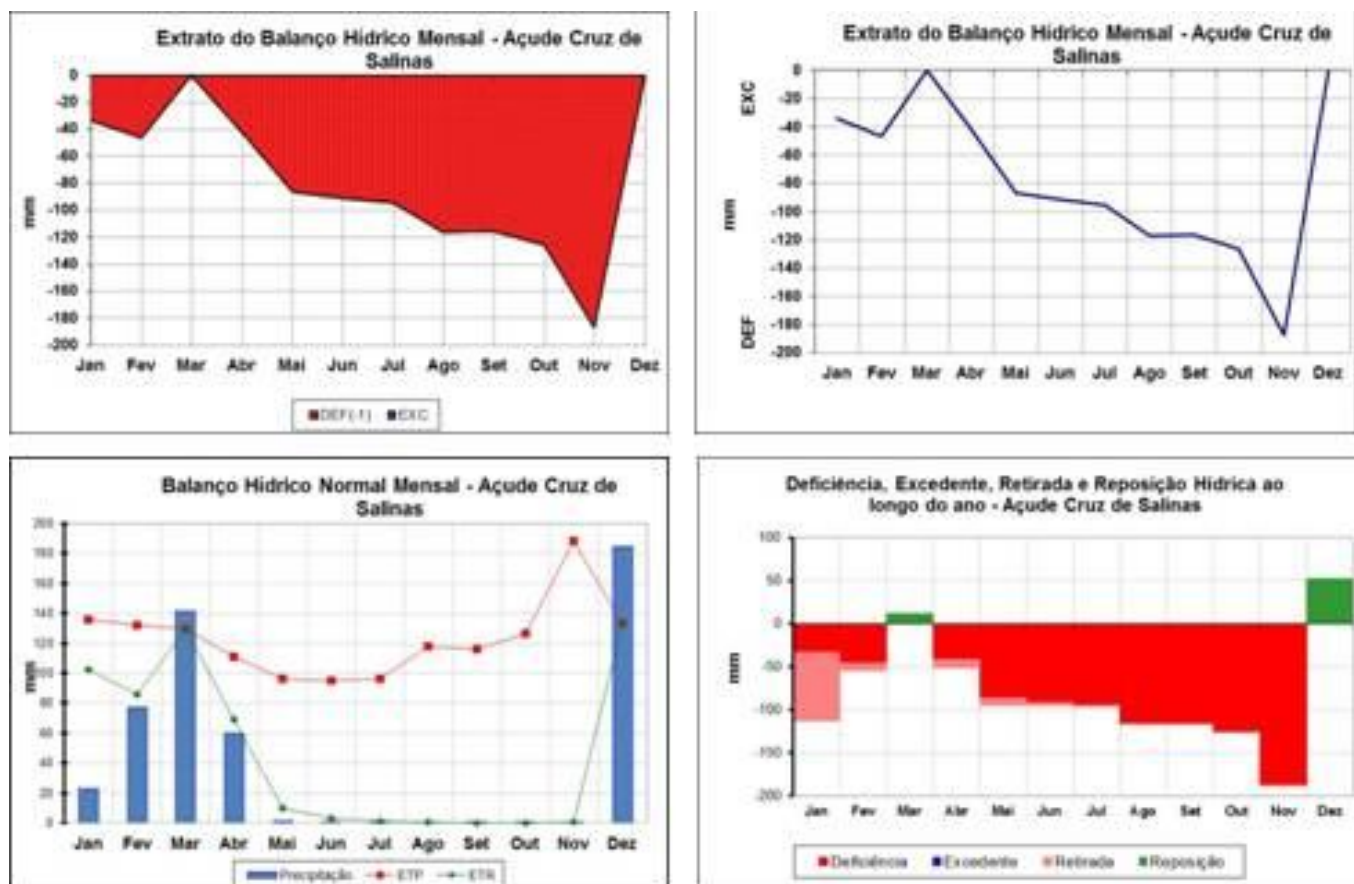 Extrato do Balanço Hídrico Mensal - Açude Cruz de
Salinas
0
-20
-40
-60
-80
-100
-120
-140
-160
-180
-200
mm
Jan Fev Mar Abr Mai Jun Jul Ago Set Out Nov Dez
DEF(-1) EXC
Extrato do Balanço Hídrico Mensal - Açude Cruz de
Salinas
0
-20
-40
-60
-80
-100
-120
-140
-160
-180
-200
EXC
mm
DEF
Jan Fev Mar Abr Mai Jun Jul Ago Set Out Nov Dez
Balanço Hídrico Normal Mensal - Açude Cruz de
Salinas
200
180
160
140
120
100
80
60
40
20
0
mm
Jan Fev Mar Abr Mai Jun Jul Ago Set Out Nov Dez
Precipitação ETP ETR
Deficiência, Excedente, Retirada e Reposição Hídrica ao
longo do ano - Açude Cruz de Salinas
100
50
0
-50
-100
-150
-200
mm
Jan Fev Mar Abr Mai Jun Jul Ago Set Out Nov Dez
Deficiência Excedente Retirada Reposição